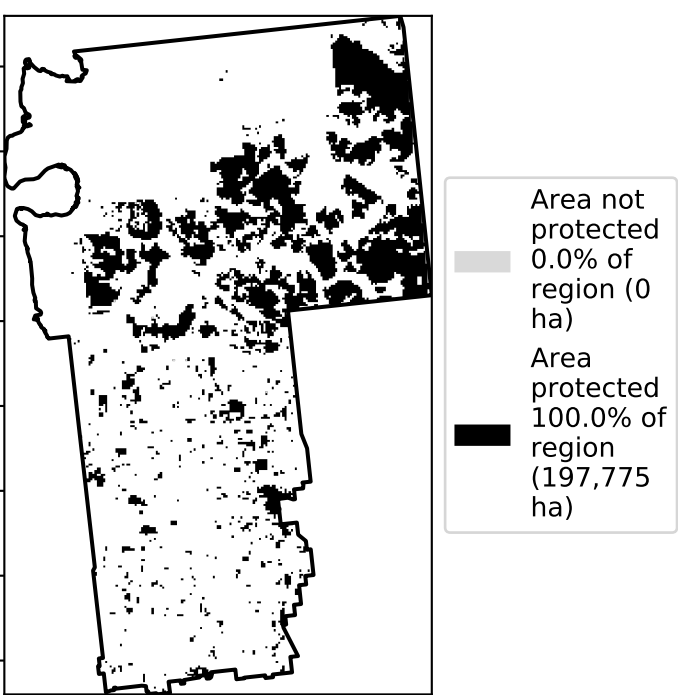 Area not
protected
0.0% of
region (0
ha)
Area
protected
100.0% of
region
(197,775
ha)